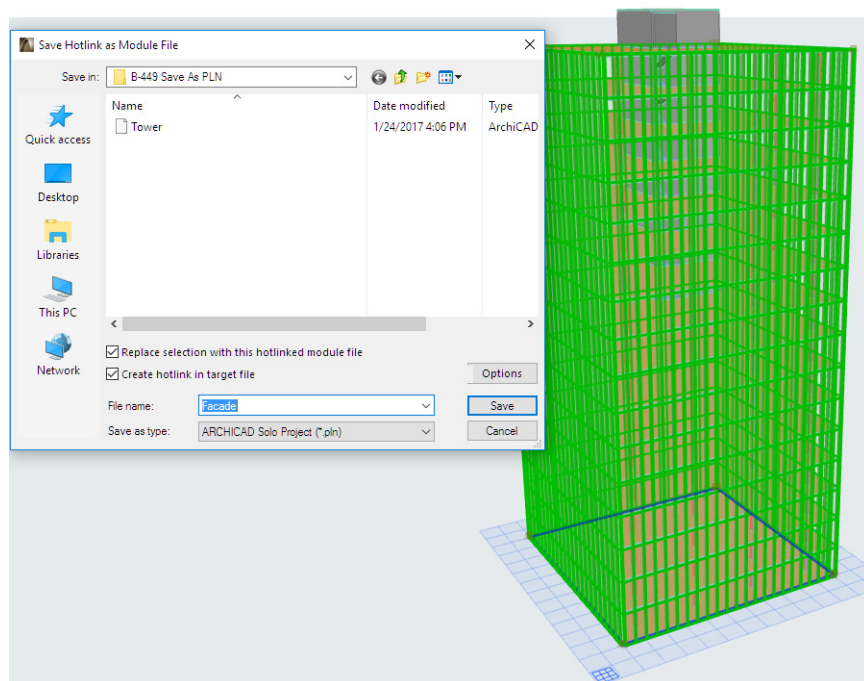 Save Hotlink as Module File
Save in: B-449 Save As PLN
Name Date modified Type
Tower 1/24/2017 4:06 PM ArchiCAD
Quick access
Desktop
Libraries
This PC
Network
Replace selection with this hotlinked module file
Create hotlink in target file
Options
File name: Facade Save
Save as type: ARCHICAD Solo Project (*.pln) Cancel